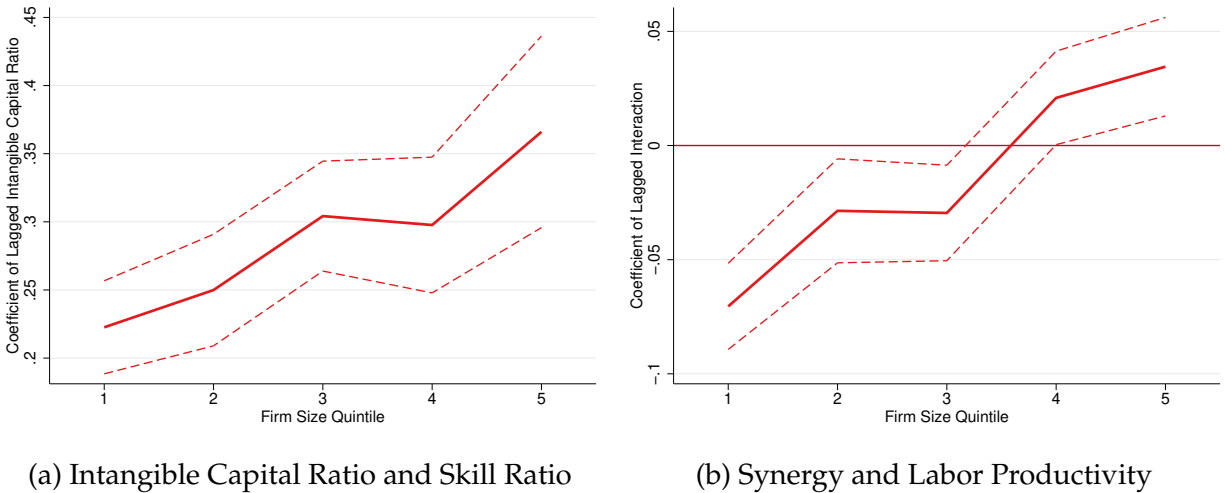 Coefficient of Lagged Intangible Capital Ratio
.45
.4
.35
.3
.25
.2
1 2 3 4 5
Firm Size Quintile
(a) Intangible Capital Ratio and Skill Ratio
Coefficient of Lagged Interaction
.05
0
-.05
-.1
1 2 3 4 5
Firm Size Quintile
(b) Synergy and Labor Productivity